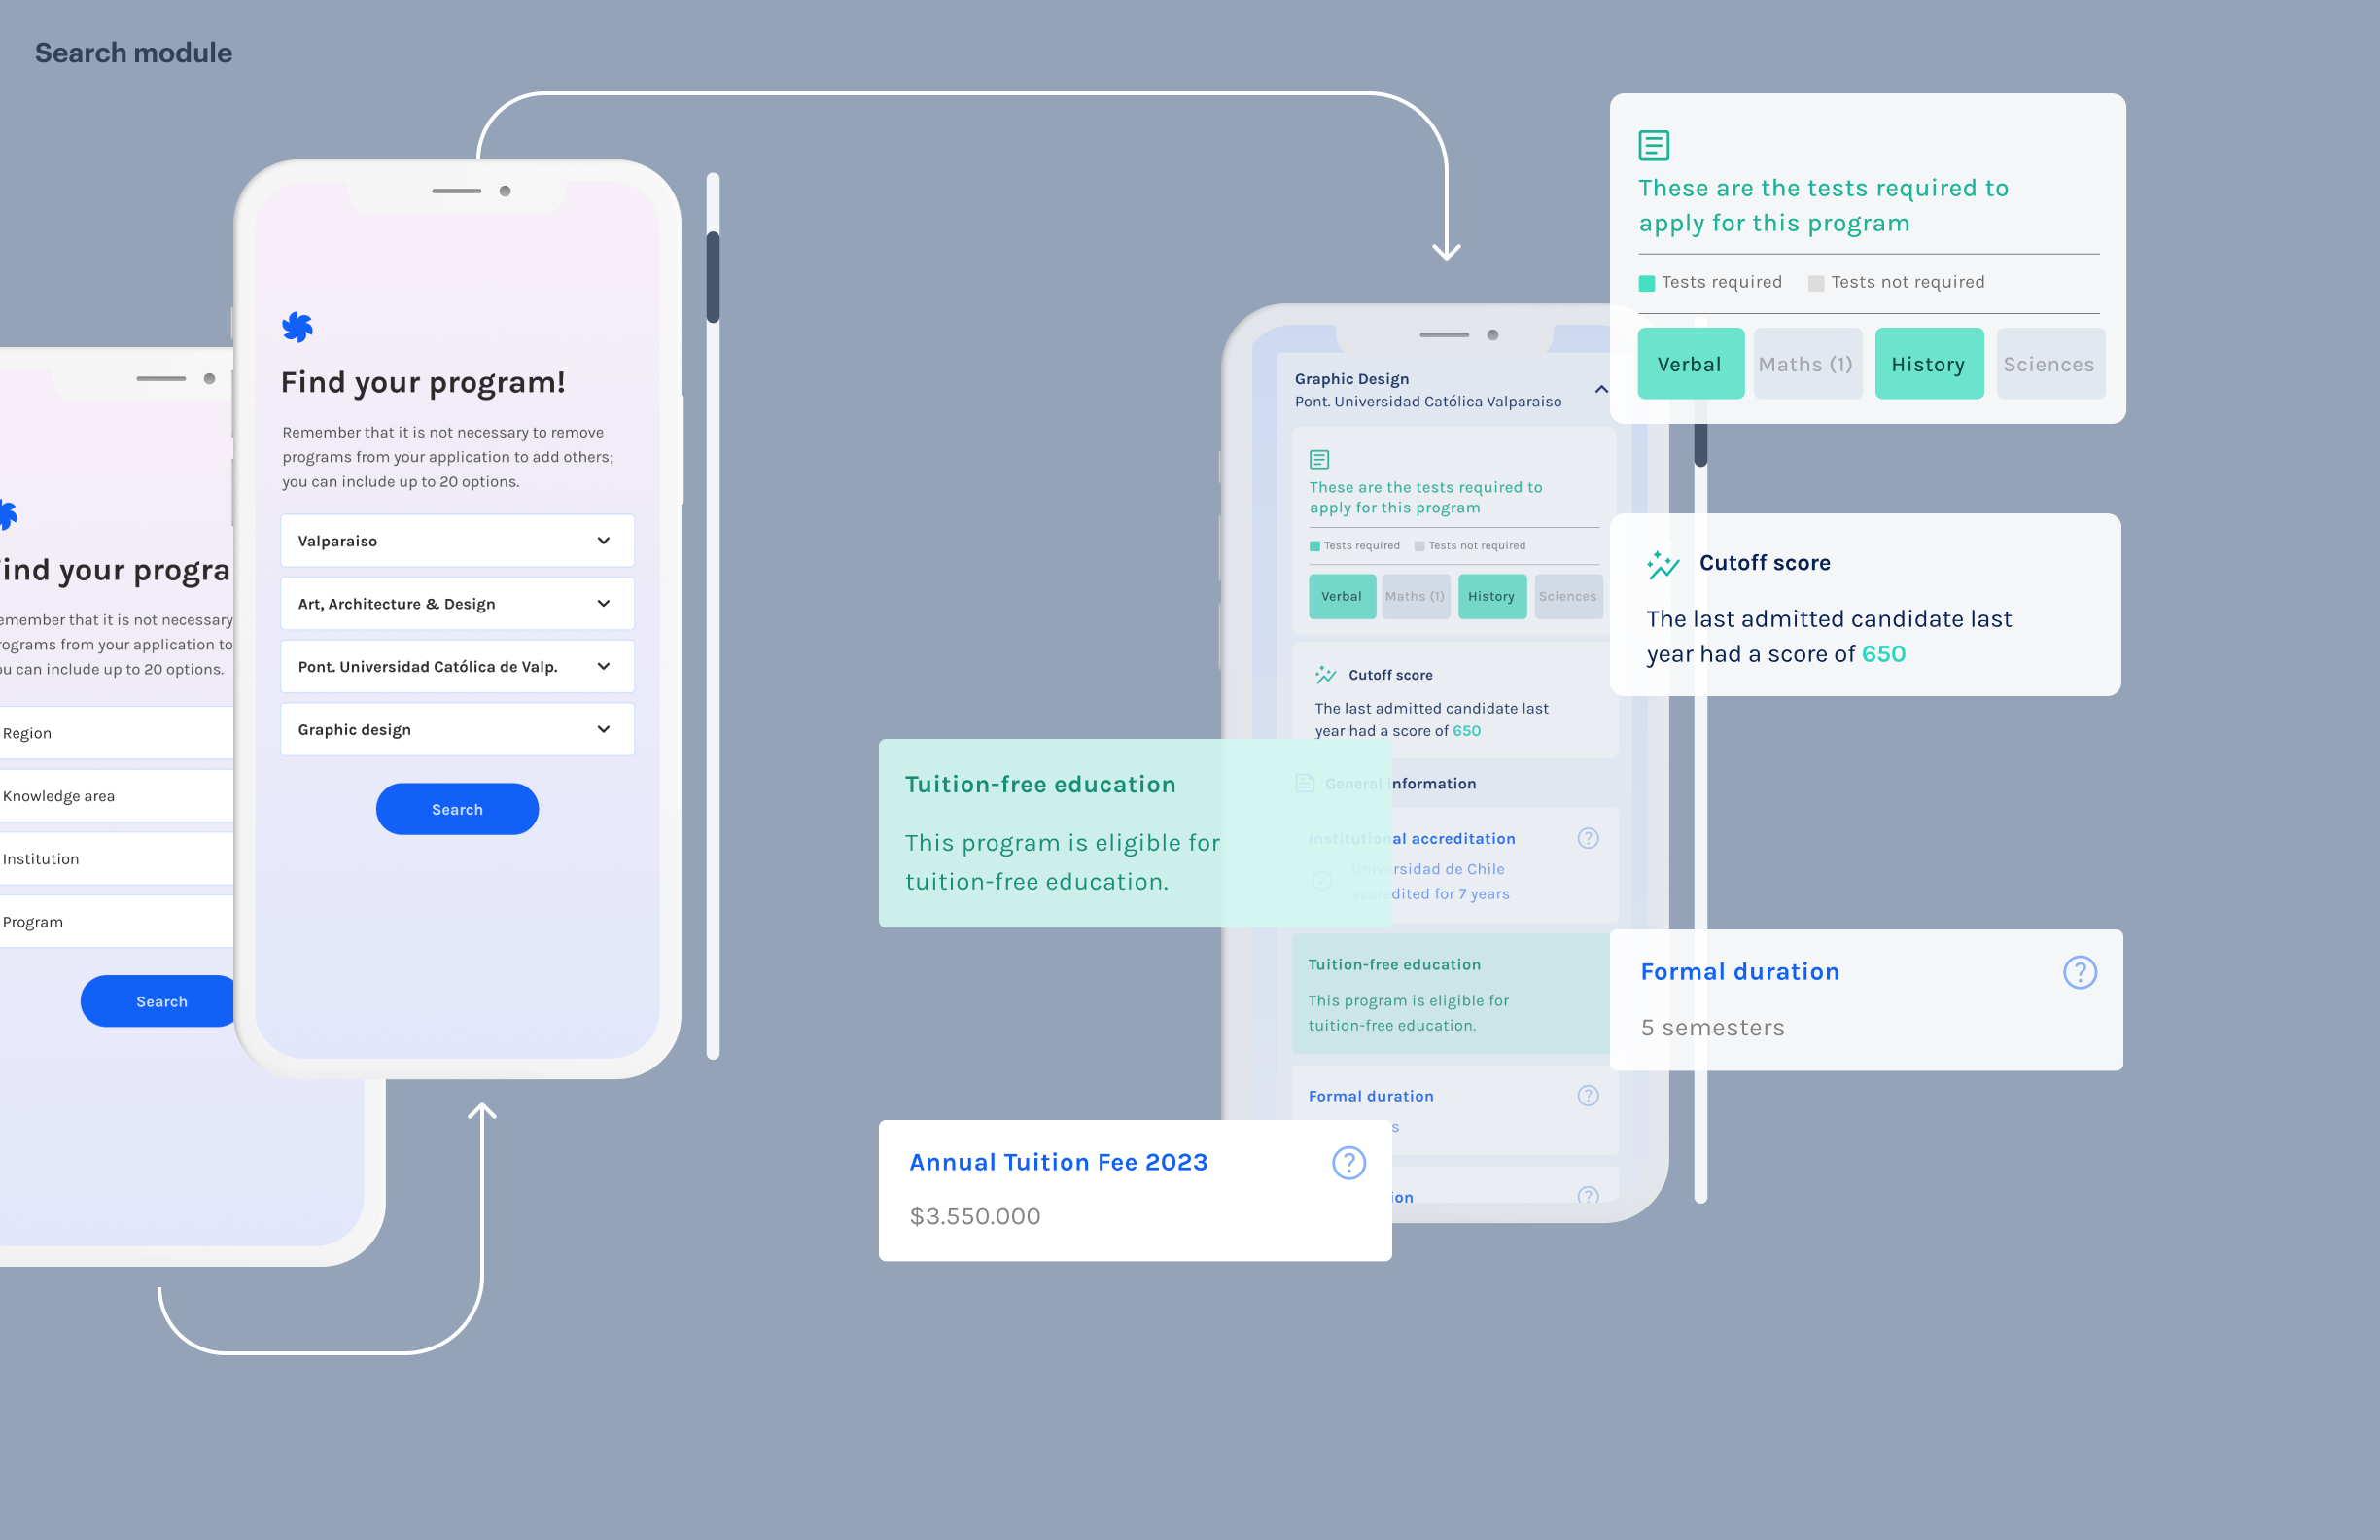 Search module
ind your progra
emember that it is not necessary
rograms from your application to
ou can include up to 20 options.
Region
Knowledge area
Institution
Program
Search
Find your program!
Remember that it is not necessary to remove
programs from your application to add others;
you can include up to 20 options.
Valparaiso
Art, Architecture & Design
Pont. Universidad Católica de Valp.
Graphic design
Search
Graphic Design
Pont. Universidad Católica Valparaiso
These are the tests required to
apply for this program
Tests required Tests not required
Verbal Maths (1) History Sciences
Cutoff score
The last admitted candidate last
year had a score of 650
General information
Institutional accreditation
Universidad de Chile
accredited for 7 years
Tuition-free education
This program is eligible for
tuition-free education.
Formal duration
s
ion
Tuition-free education
This program is eligible for
tuition-free education.
Annual Tuition Fee 2023
$3.550.000
These are the tests required to
apply for this program
Tests required Tests not required
Verbal Maths (1) History Sciences
Cutoff score
The last admitted candidate last
year had a score of 650
Formal duration
5 semesters